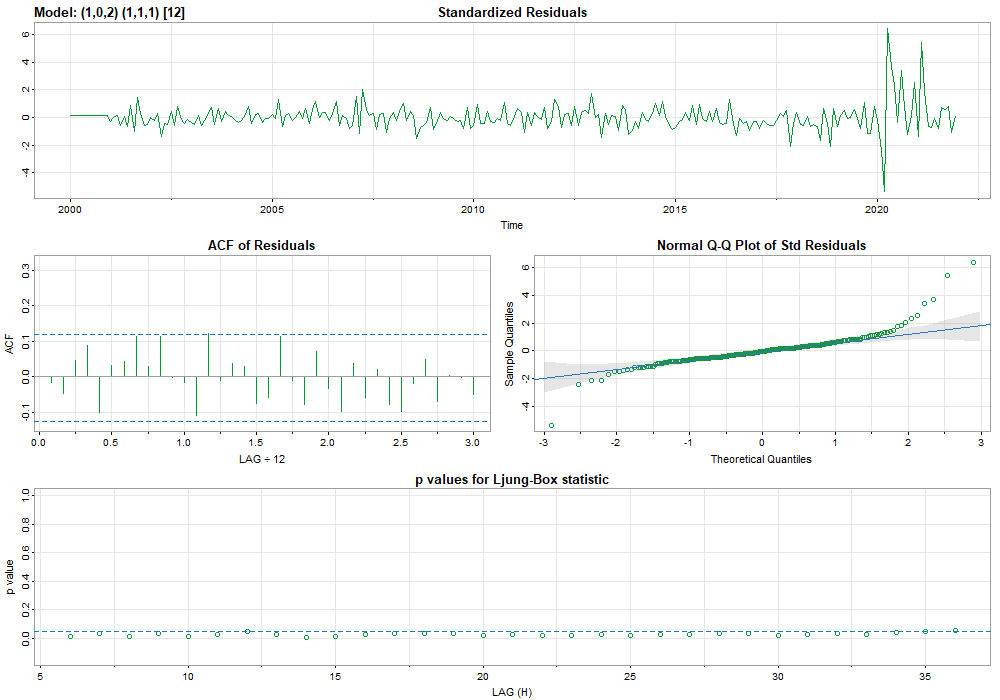 Model: (1,0,2) (1,1,1) [12] Standardized Residuals
6
4
2
0
-2
-4
2000 2005 2010 2015 2020
Time
ACF of Residuals
ACF
0.3
0.2
0.1
0.0
-0.1
0.0 0.5 1.0 1.5 2.0 2.5 3.0
LAG ÷ 12
Normal Q-Q Plot of Std Residuals
Sample Quantiles
6
4
2
0
-2
-4
-3 -2 -1 0 1 2 3
Theoretical Quantiles
p values for Ljung-Box statistic
p value
1.0
0.8
0.6
0.4
0.2
0.0
5 10 15 20 25 30 35
LAG (H)